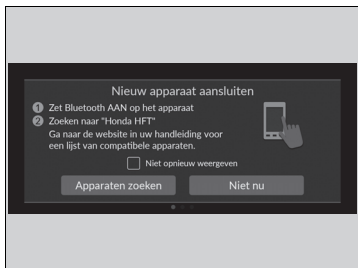 Nieuw apparaat aansluiten
1 Zet Bluetooth AAN op het apparaat
2 Zoeken naar "Honda HFT"
Ga naar de website in uw handleiding voor
een lijst van compatibele apparaten.
Niet opnieuw weergeven
Apparaten zoeken
Niet nu